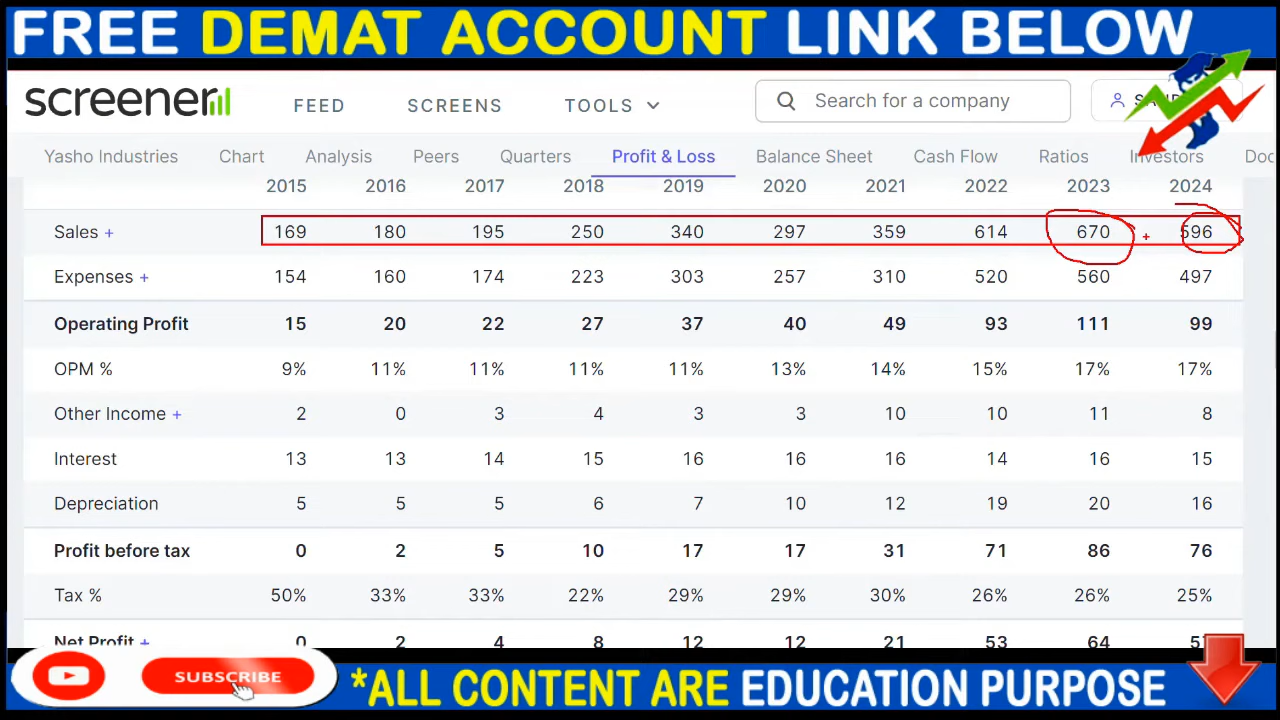 FREE DEMAT ACCOUNT LINK BELOW
screener FEED SCREENS TOOLS Search for a company
Yasho Industries Chart Analysis Peers Quarters Profit & Loss Balance Sheet Cash Flow Ratios Investors
2015 2016 2017 2018 2019 2020 2021 2022 2023 2024
Sales + 169 180 195 250 340 297 359 614 670 596
Expenses + 154 160 174 223 303 257 310 520 560 497
Operating Profit 15 20 22 27 37 40 49 93 111 99
OPM % 9% 11% 11% 11% 11% 13% 14% 15% 17% 17%
Other Income + 2 0 3 4 3 3 10 10 11 8
Interest 13 13 14 15 16 16 16 14 16 15
Depreciation 5 5 5 6 7 10 12 19 20 16
Profit before tax 0 2 5 10 17 17 31 71 86 76
Tax % 50% 33% 33% 22% 29% 29% 30% 26% 26% 25%
Net Profit + 0 2 4 8 12 12 21 53 64
SUBSCRIBE
*ALL CONTENT ARE EDUCATION PURPOSE